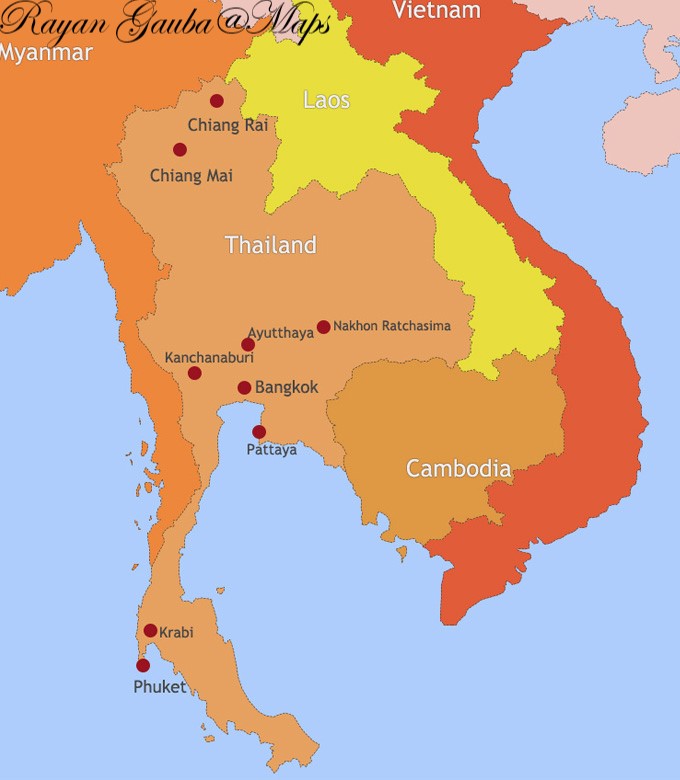 Rayan Gauba@Maps
Vietnam
Myanmar
Laos
Chiang Rai
Chiang Mai
Thailand
Nakhon Ratchasima
Ayutthaya
Kanchanaburi
Bangkok
Pattaya
Cambodia
Krabi
Phuket